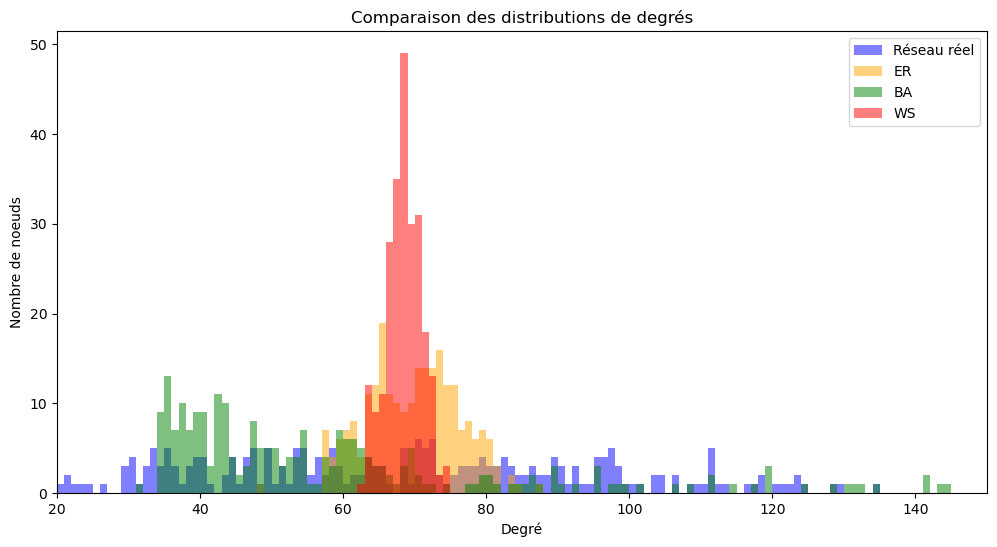 Comparaison des distributions de degrés
Réseau réel
ER
BA
WS
50
40
30
20
10
0
Nombre de noeuds
20
40
60
80
100
120
140
Degré